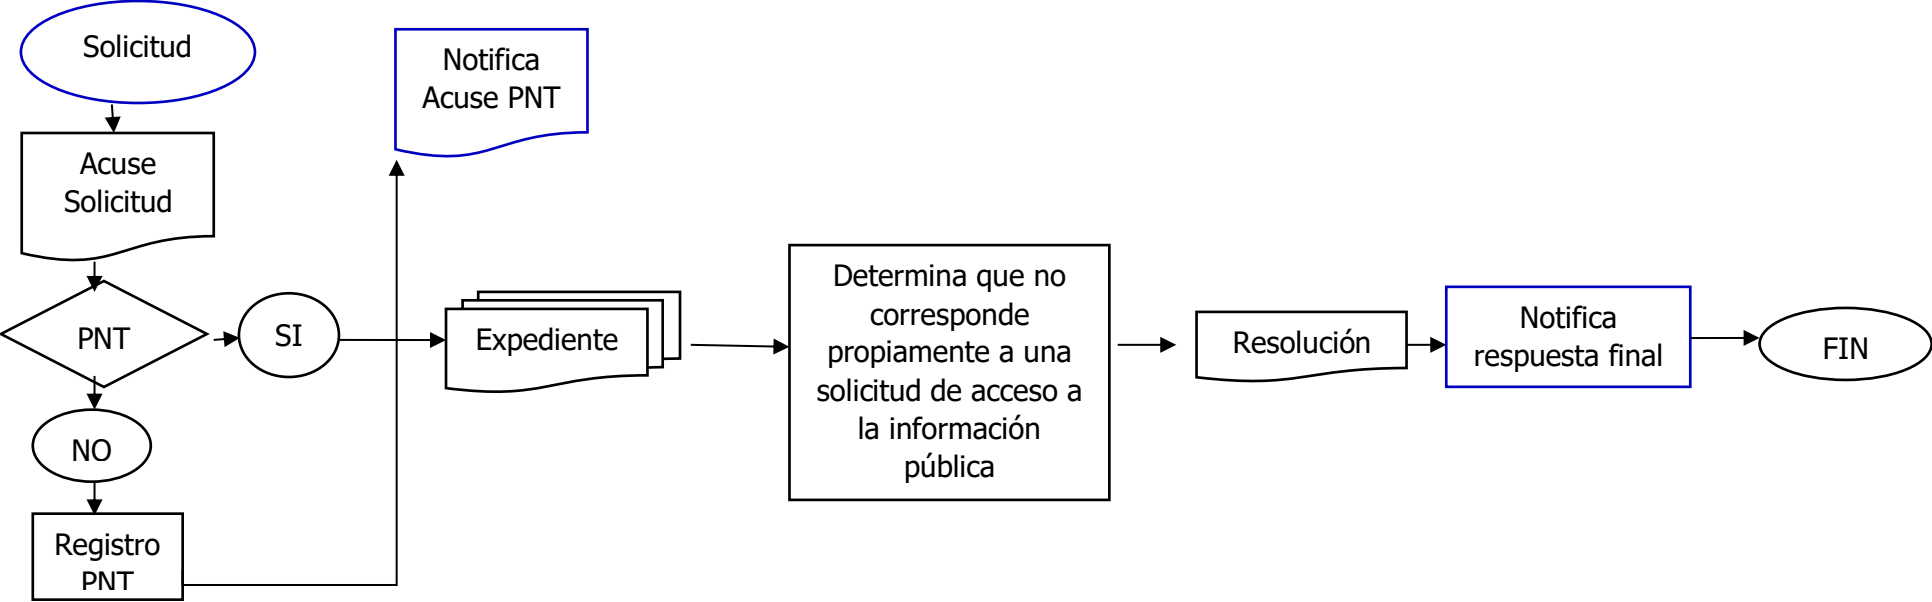 Solicitud
Notifica
Acuse PNT
Acuse
Solicitud
PNT
SI
NO
Registro
PNT
Expediente
Determina que no
corresponde
propiamente a una
solicitud de acceso a
la información
pública
Resolución
Notifica
respuesta final
FIN